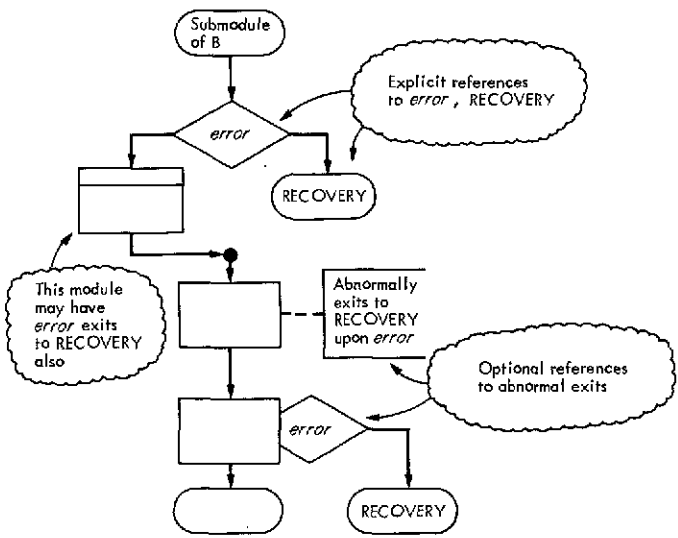 Submodule
of B
Explicit references
to error , RECOVERY
error
RECOVERY
This module
may have
error exits
to RECOVERY
also
Abnormally
exits to
RECOVERY
upon error
Optional references
to abnormal exits
error
RECOVERY